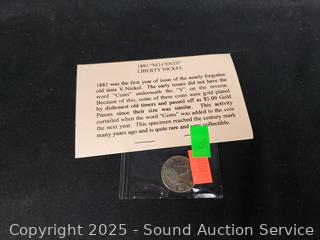 1883 "NO CENTS"
LIBERTY NICKEL
1883 was the first year of issue of the nearly forgotten
old time V-Nickel. The early issues did not have the
word "Cents" underneath the "V" on the reverse.
Because of this, some of these coins were gold plated
by dishonest old timers and passed off as $5.00 Gold
Pieces since their size was similar. This activity
curtailed when the word "Cents" was added to the coin
the next year. This specimen reached the century mark
many years ago and is quite rare and very collectible.
Copyright 2025 - Sound Auction Service